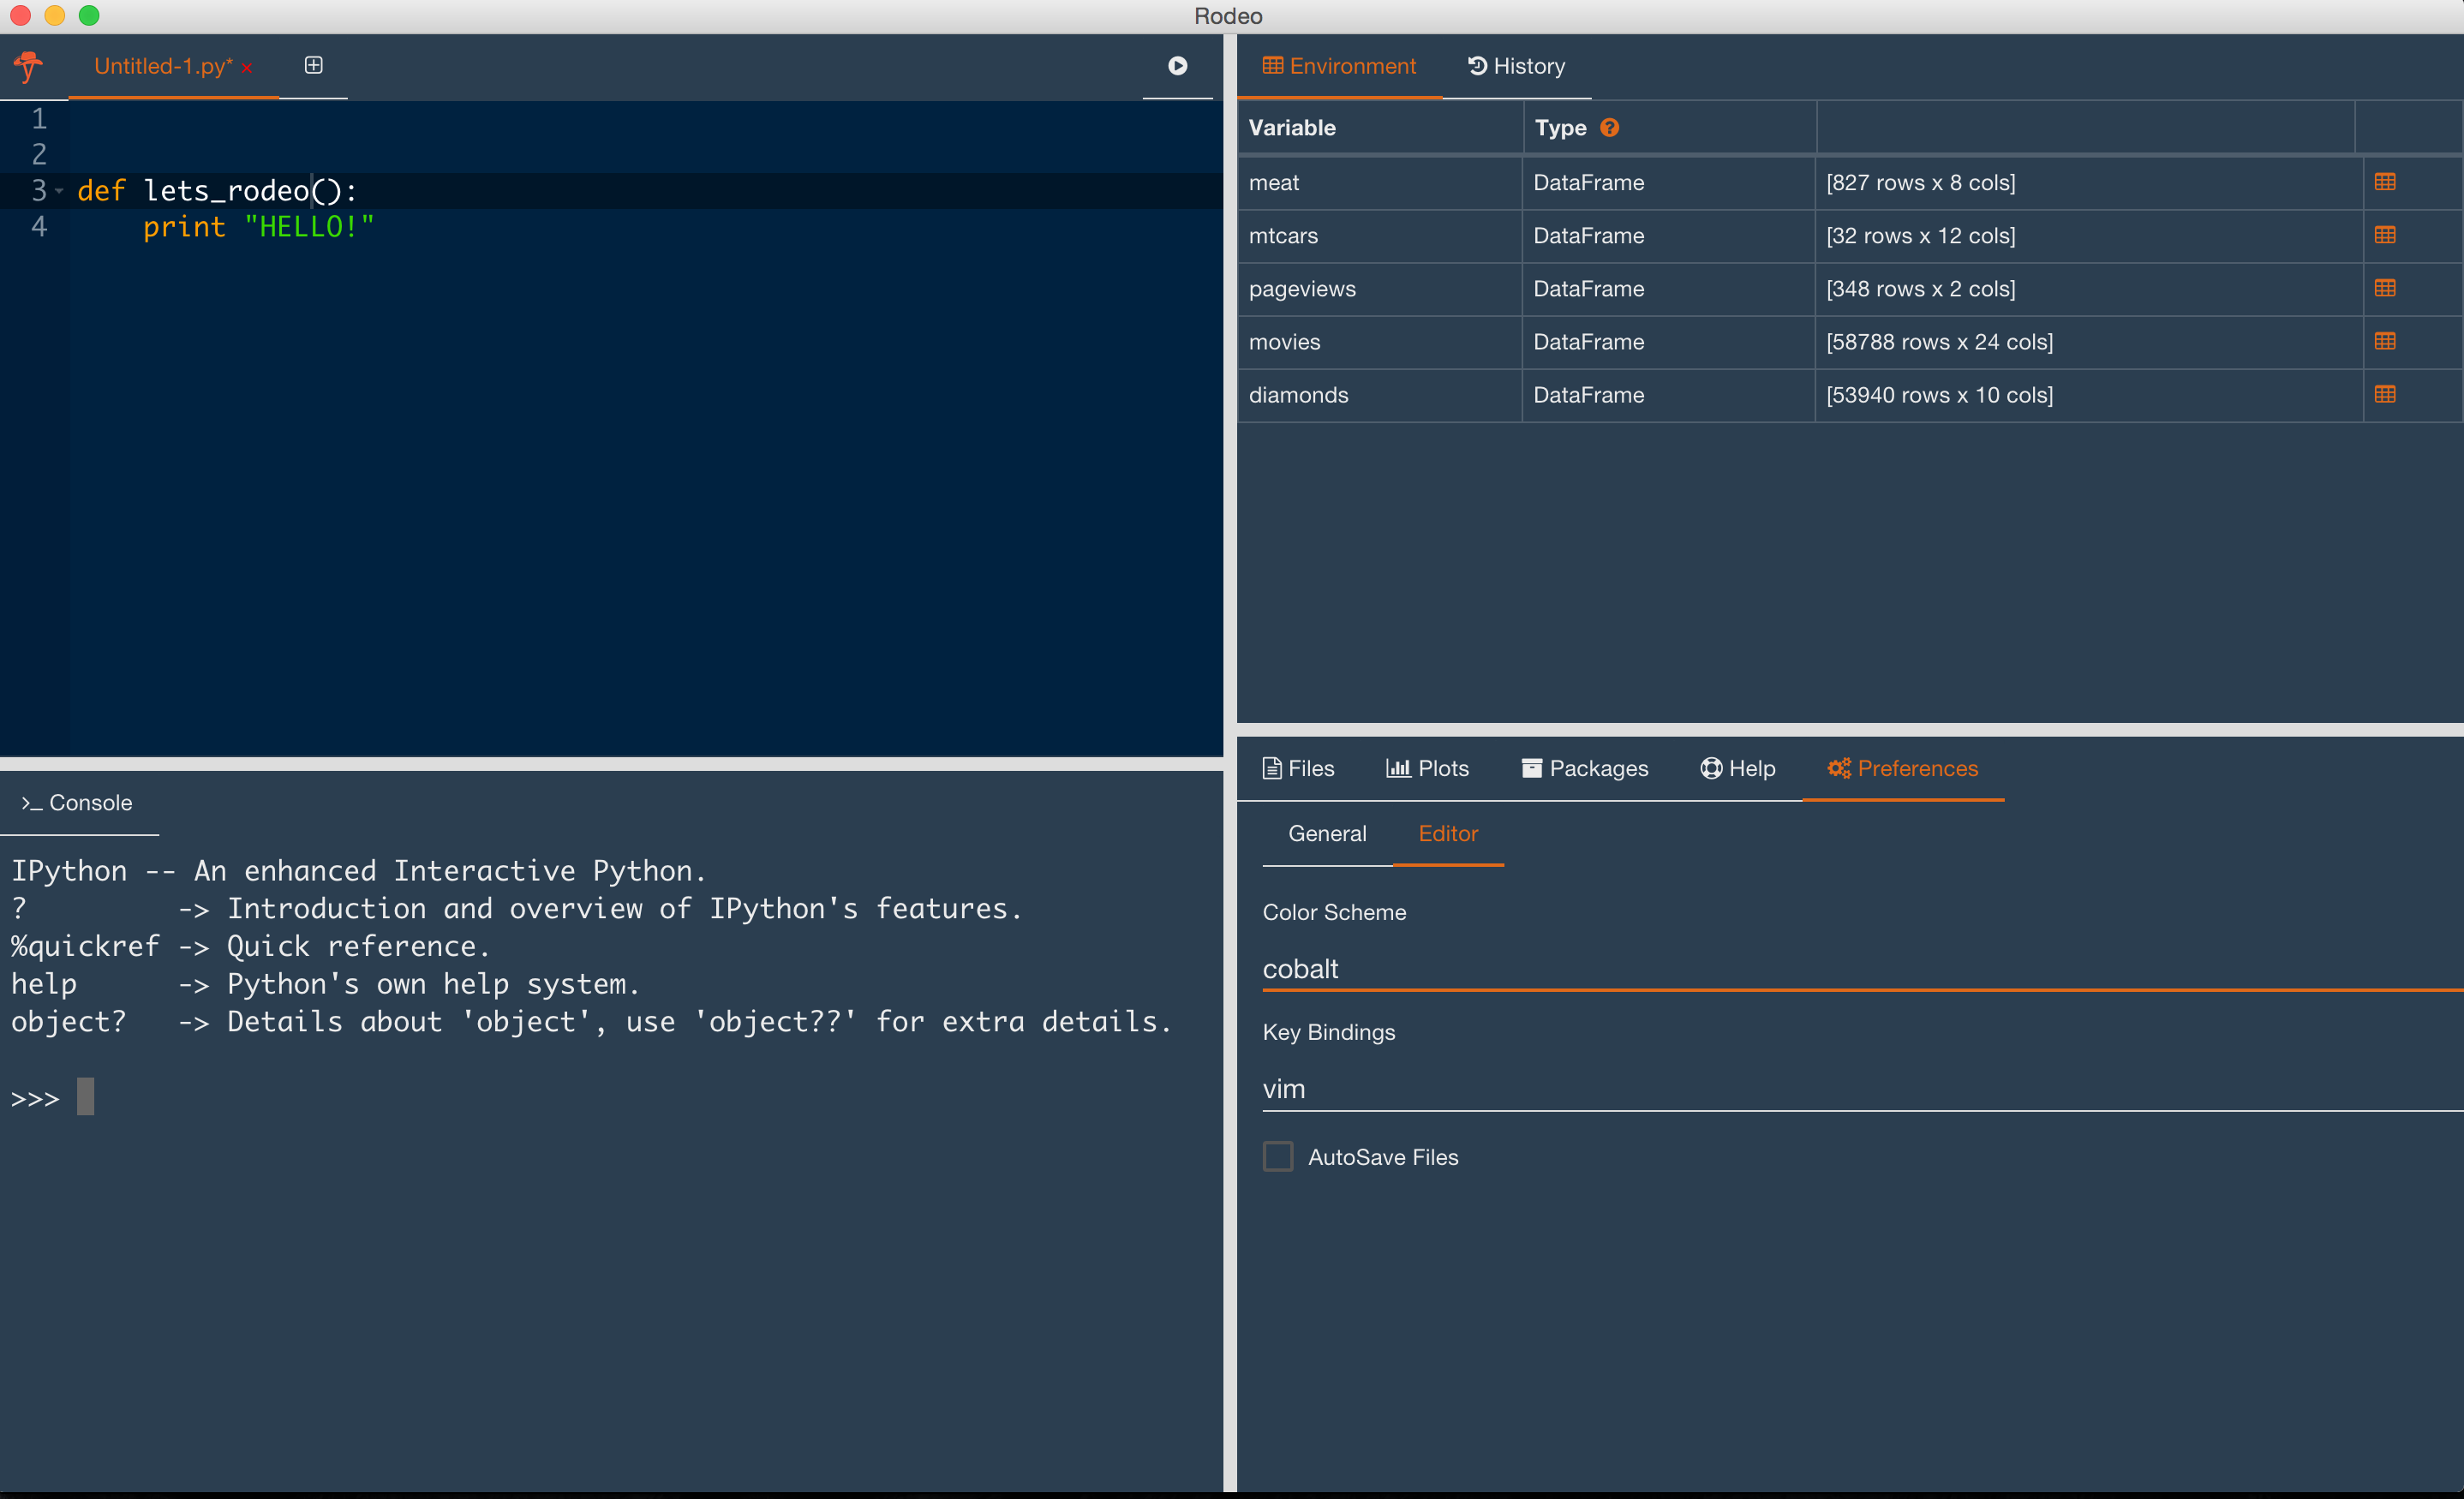 Rodeo
Untitled-1.py* ×
1
2
3 def lets_rodeo():
4     print "HELLO!"
>_ Console
IPython -- An enhanced Interactive Python.
?         -> Introduction and overview of IPython's features.
%quickref -> Quick reference.
help      -> Python's own help system.
object?   -> Details about 'object', use 'object??' for extra details.
>>>
Environment History
Variable Type ?
meat DataFrame [827 rows x 8 cols]
mtcars DataFrame [32 rows x 12 cols]
pageviews DataFrame [348 rows x 2 cols]
movies DataFrame [58788 rows x 24 cols]
diamonds DataFrame [53940 rows x 10 cols]
Files Plots Packages Help Preferences
General Editor
Color Scheme
cobalt
Key Bindings
vim
AutoSave Files